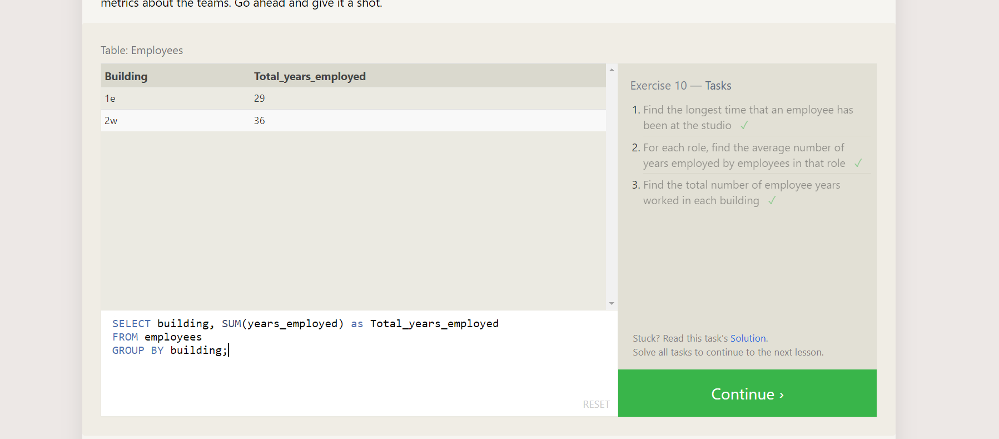 metrics about the teams. Go ahead and give it a shot.
Table: Employees
Building Total_years_employed
1e 29
2w 36
SELECT building, SUM(years_employed) as Total_years_employed
FROM employees
GROUP BY building;
RESET
Exercise 10 — Tasks
1. Find the longest time that an employee has
been at the studio ✓
2. For each role, find the average number of
years employed by employees in that role ✓
3. Find the total number of employee years
worked in each building ✓
Stuck? Read this task's Solution.
Solve all tasks to continue to the next lesson.
Continue ›